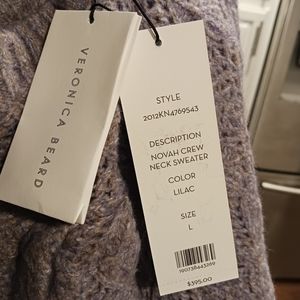 VERONICA BEARD
STYLE
2012KN4769543
DESCRIPTION
NOVAH CREW
NECK SWEATER
COLOR
LILAC
SIZE
L
$395.00